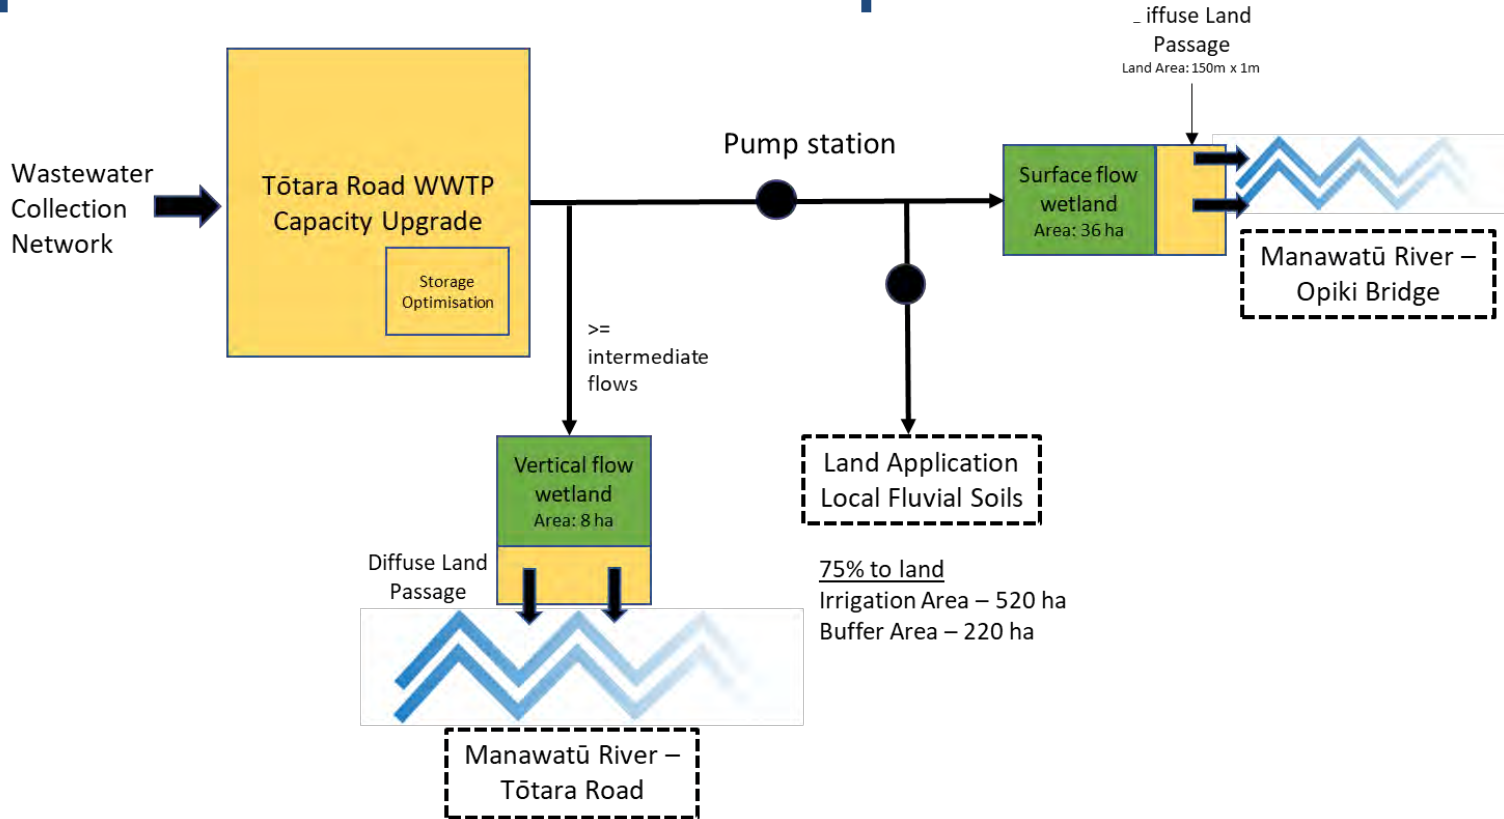 iffuse Land
Passage
Land Area: 150m x 1m
Pump station
Wastewater
Collection
Network
Tōtara Road WWTP
Capacity Upgrade
Storage
Optimisation
Surface flow
wetland
Area: 36 ha
Manawatū River –
Opiki Bridge
>=
intermediate
flows
Vertical flow
wetland
Area: 8 ha
Land Application
Local Fluvial Soils
Diffuse Land
Passage
75% to land
Irrigation Area – 520 ha
Buffer Area – 220 ha
Manawatū River –
Tōtara Road